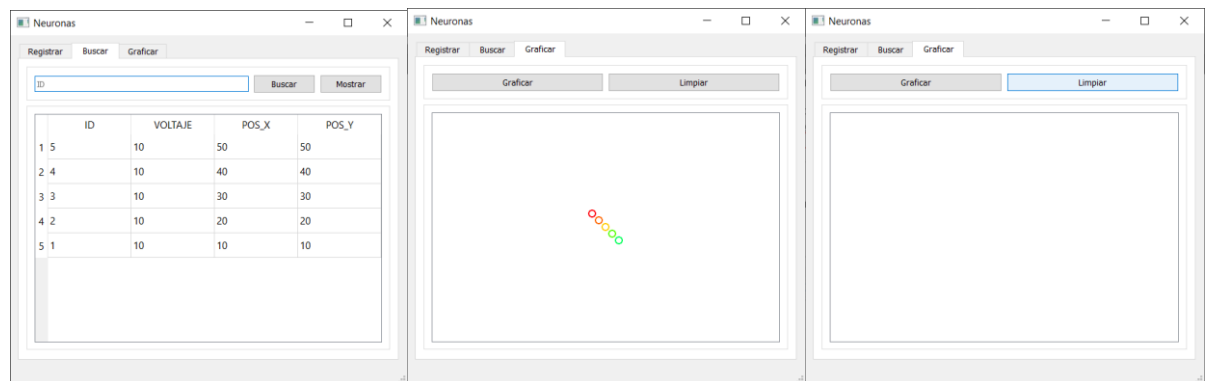 Neuronas
Registrar Buscar Graficar
ID Buscar Mostrar
ID VOLTAJE POS_X POS_Y
1 5 10 50 50
2 4 10 40 40
3 3 10 30 30
4 2 10 20 20
5 1 10 10 10
Neuronas
Registrar Buscar Graficar
Graficar Limpiar
Neuronas
Registrar Buscar Graficar
Graficar Limpiar